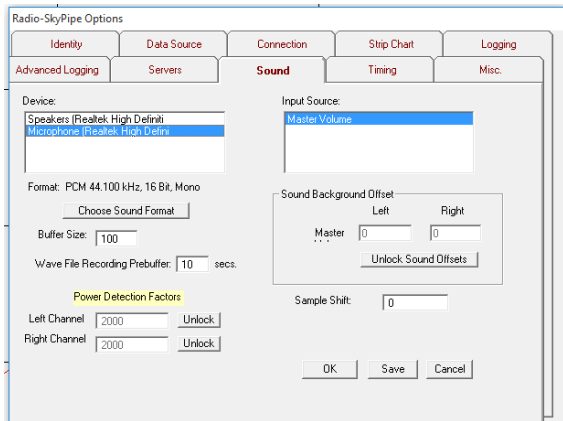 Radio-SkyPipe Options
Identity
Data Source
Connection
Strip Chart
Logging
Advanced Logging
Servers
Sound
Timing
Misc.
Device:
Speakers (Realtek High Definiti
Microphone (Realtek High Defini
Format: PCM 44.100 kHz, 16 Bit, Mono
Choose Sound Format
Buffer Size: 100
Wave File Recording Prebuffer: 10 secs.
Power Detection Factors
Left Channel 2000 Unlock
Right Channel 2000 Unlock
Input Source:
Master Volume
Sound Background Offset
Left Right
Master 0 0
Unlock Sound Offsets
Sample Shift: 0
OK Save Cancel